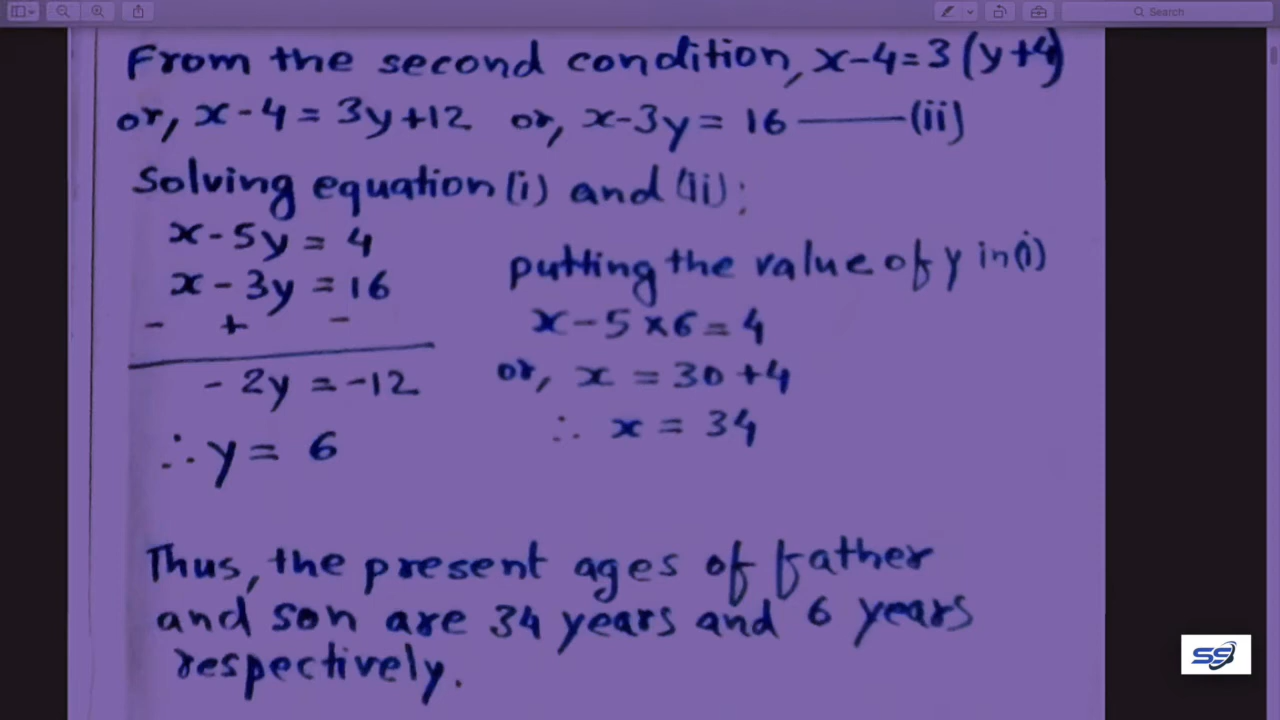 Search
From the second condition, x-4=3(y+4)
or, x-4=3y+12 or, x-3y=16 ——— (ii)
Solving equation (i) and (ii);
x-5y=4
x-3y=16
- + -
-2y=-12
∴ y=6
putting the value of y in (i)
x-5×6=4
or, x=30+4
∴ x=34
Thus, the present ages of father
and son are 34 years and 6 years
respectively.
SS